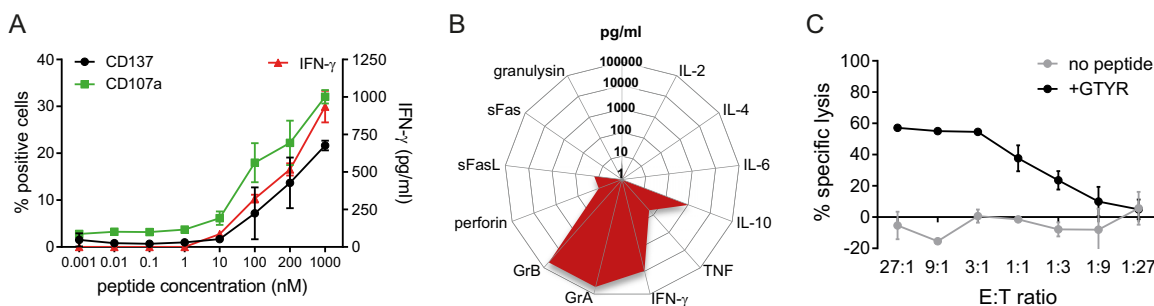 A
CD137
CD107a
IFN-γ
% positive cells
40
30
20
10
0
1250
1000
750
500
250
0
IFN-γ (pg/ml)
0.001 0.01 0.1 1 10 100 200 1000
peptide concentration (nM)
B
pg/ml
100000
10000
1000
100
10
1
granulysin
IL-2
sFas
IL-4
sFasL
IL-6
perforin
IL-10
GrB
TNF
GrA
IFN-γ
C
no peptide
+GTYR
% specific lysis
100
80
60
40
20
0
-20
27:1 9:1 3:1 1:1 1:3 1:9 1:27
E:T ratio